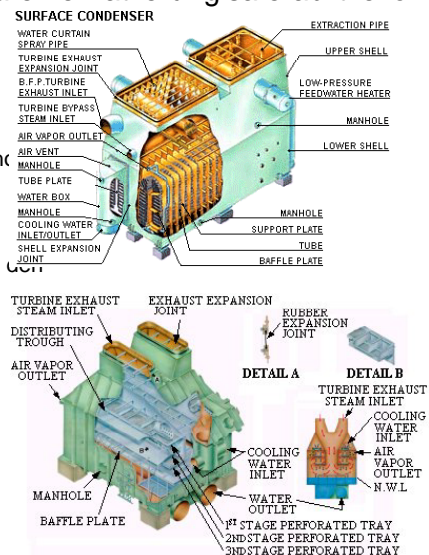 SURFACE CONDENSER
WATER CURTAIN
SPRAY PIPE
TURBINE EXHAUST
EXPANSION JOINT
B.F.P.TURBINE
EXHAUST INLET
TURBINE BYPASS
STEAM INLET
AIR VAPOR OUTLET
AIR VENT
MANHOLE
TUBE PLATE
WATER BOX
MANHOLE
COOLING WATER
INLET/OUTLET
SHELL EXPANSION
JOINT
EXTRACTION PIPE
UPPER SHELL
LOW-PRESSURE
FEEDWATER HEATER
MANHOLE
LOWER SHELL
MANHOLE
SUPPORT PLATE
TUBE
BAFFLE PLATE
TURBINE EXHAUST
STEAM INLET
EXHAUST EXPANSION
JOINT
DISTRIBUTING
TROUGH
AIR VAPOR
OUTLET
MANHOLE
BAFFLE PLATE
COOLING
WATER
INLET
WATER
OUTLET
1ST STAGE PERFORATED TRAY
2ND STAGE PERFORATED TRAY
3ND STAGE PERFORATED TRAY
RUBBER
EXPANSION
JOINT
DETAIL A
DETAIL B
TURBINE EXHAUST
STEAM INLET
COOLING
WATER
INLET
AIR
VAPOR
OUTLET
N.W.L